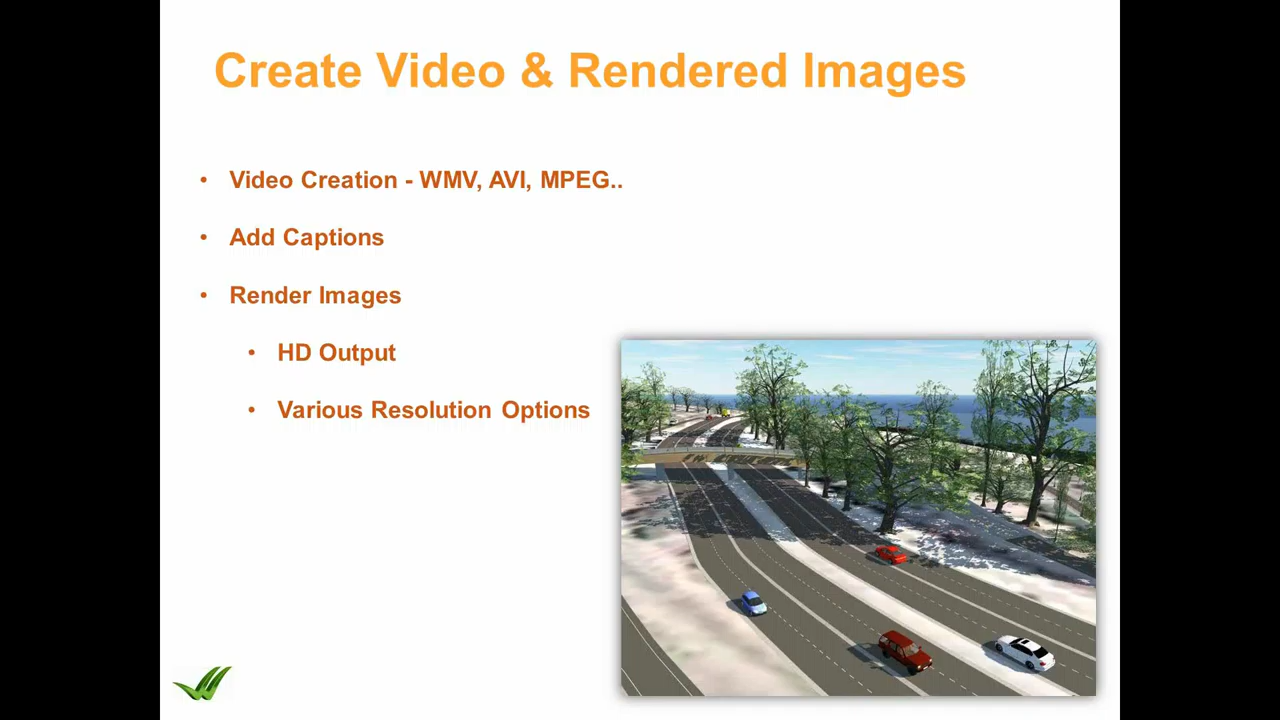 Create Video & Rendered Images
• Video Creation - WMV, AVI, MPEG..
• Add Captions
• Render Images
• HD Output
• Various Resolution Options